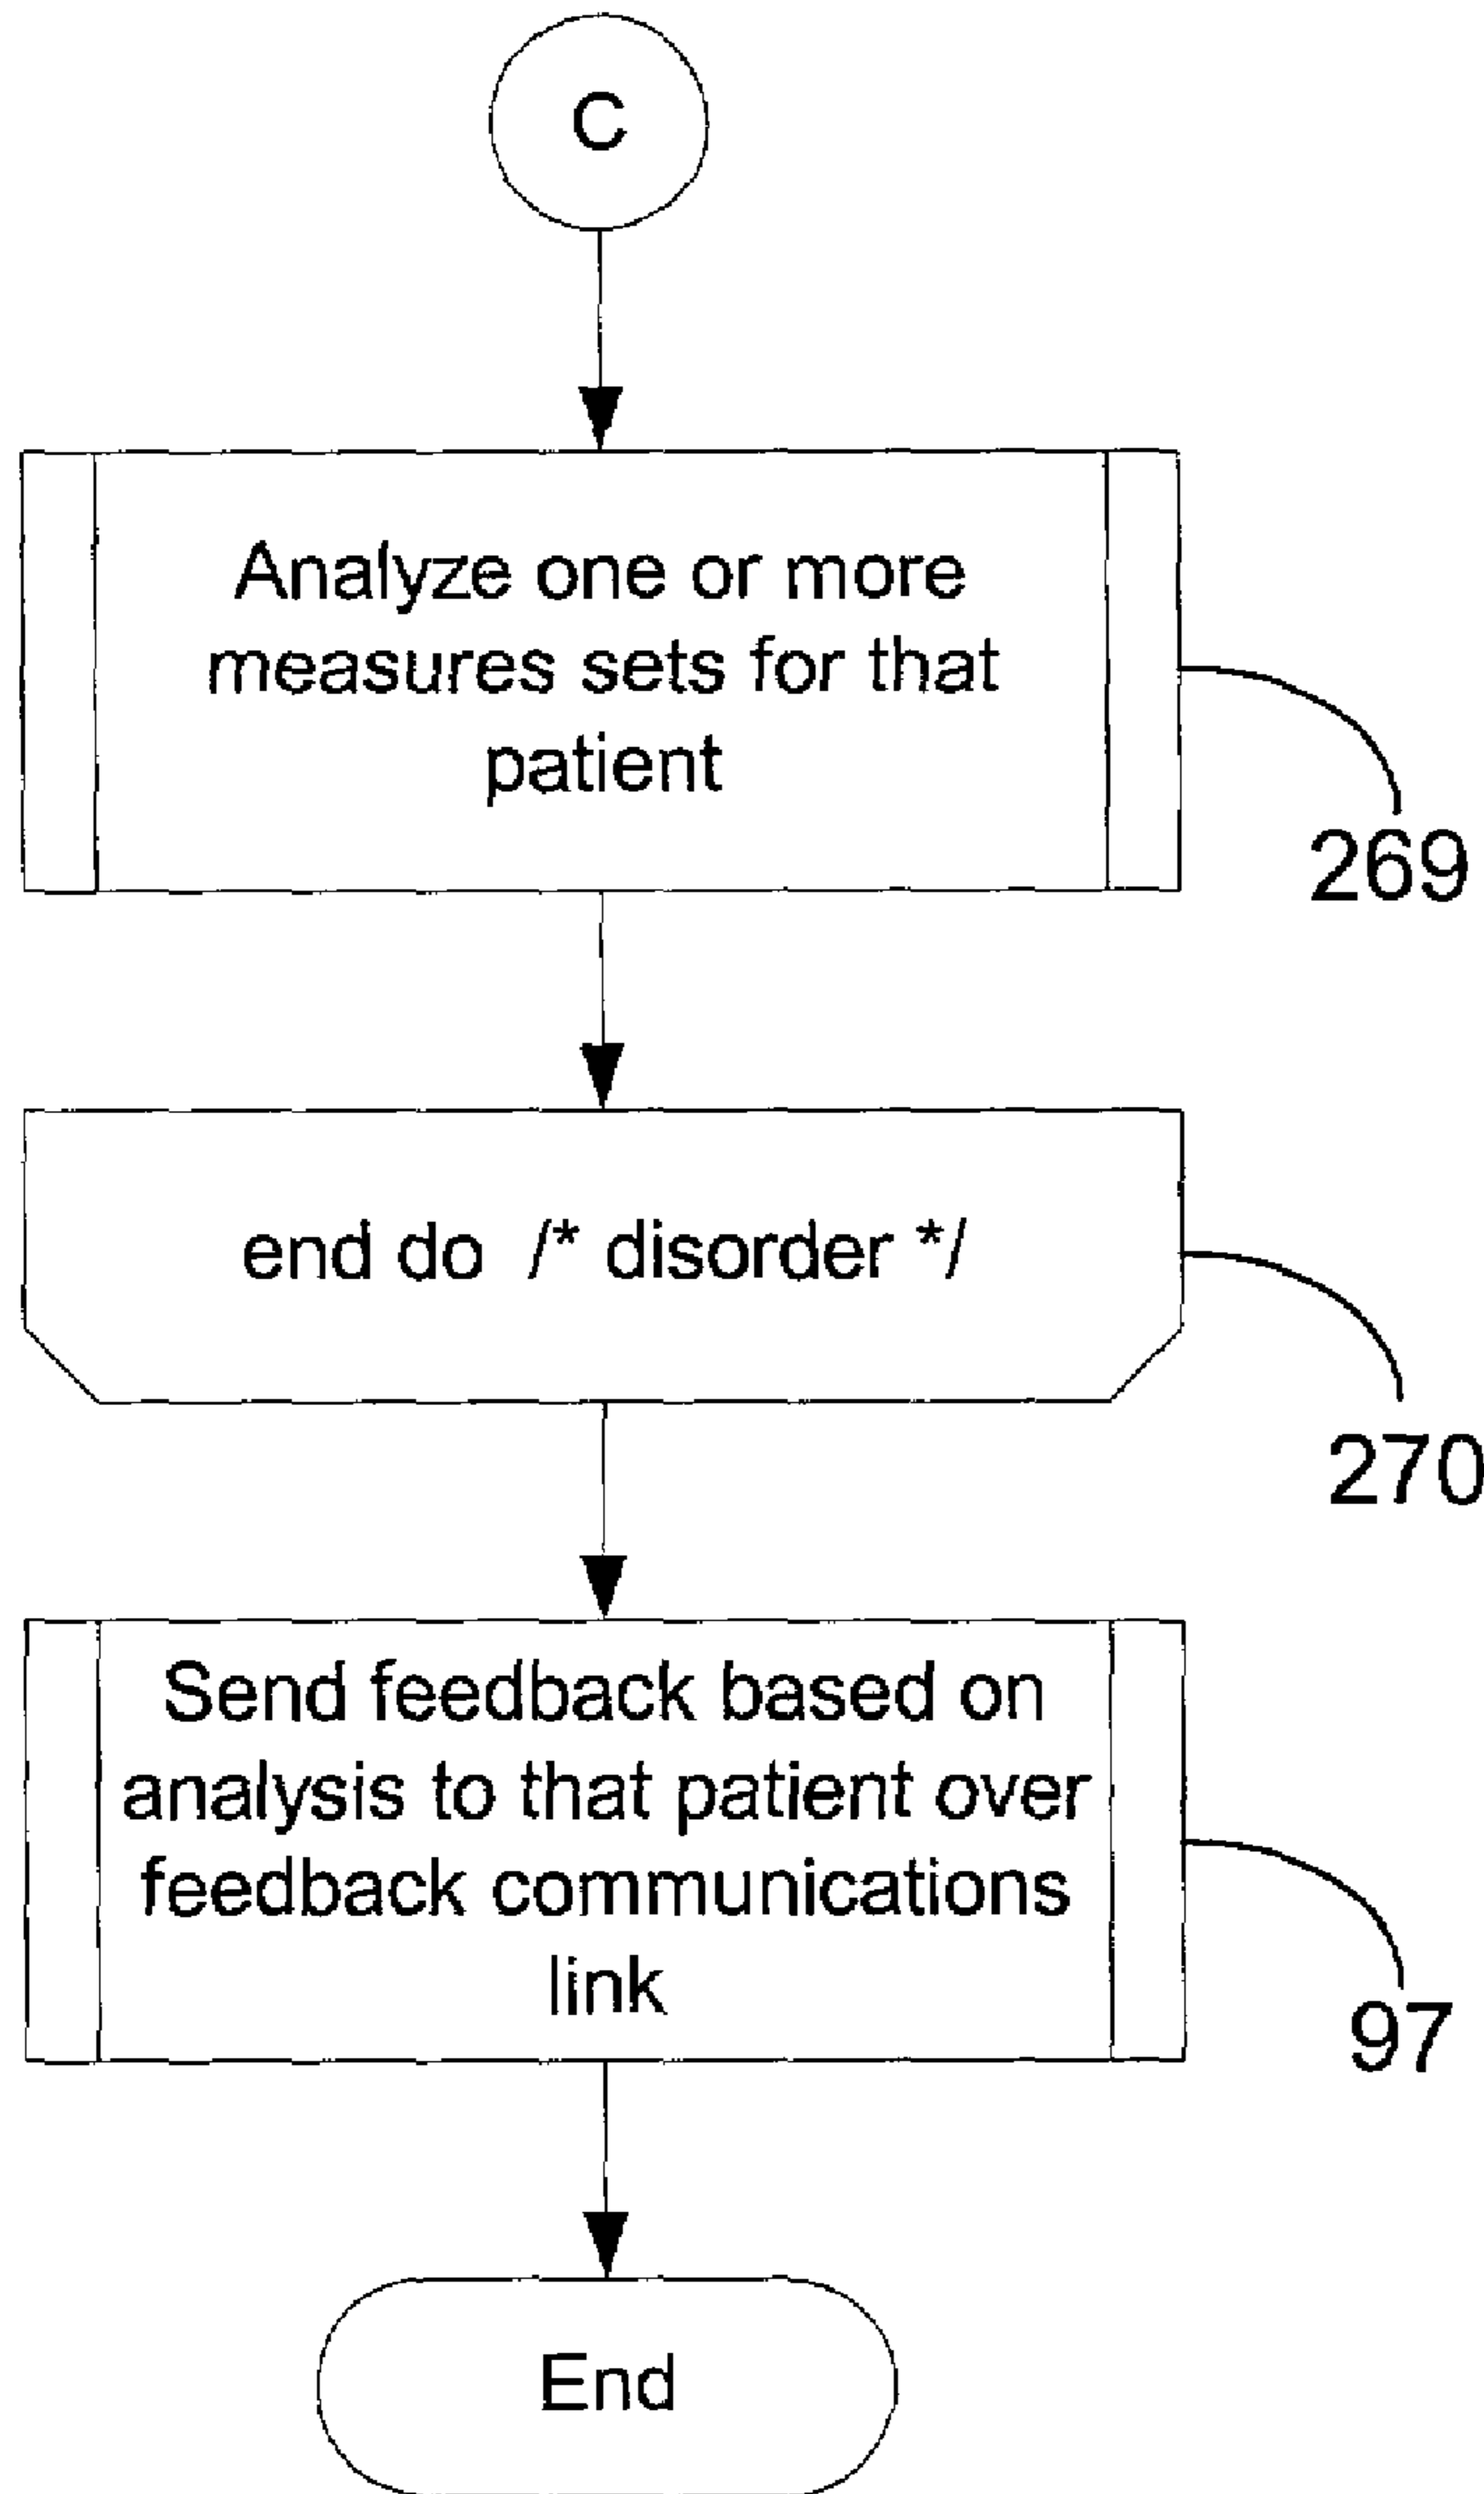 C
Analyze one or more
measures sets for that
patient
269
end do /* disorder */
270
Send feedback based on
analysis to that patient over
feedback communications
link
97
End